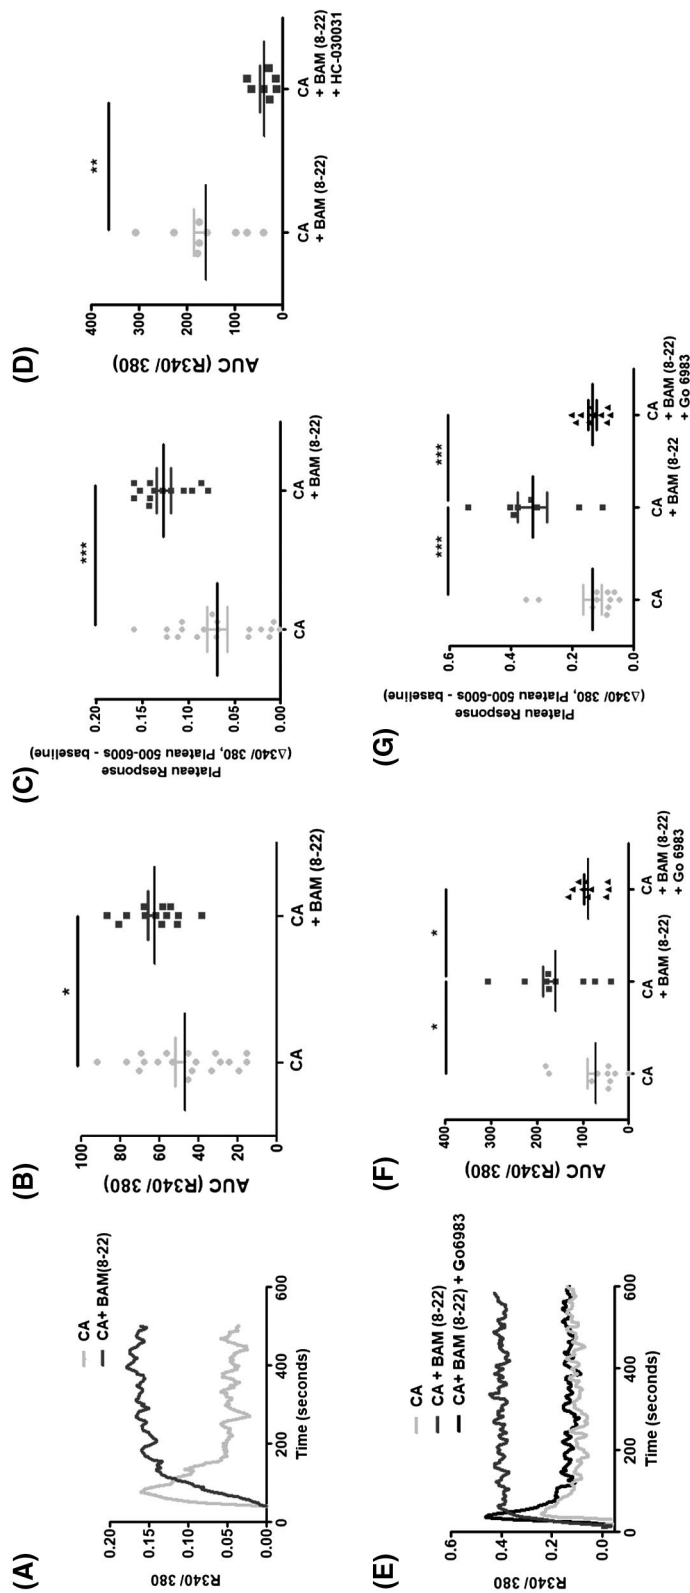 (A)
R340/ 380
0.20
0.15
0.10
0.05
0.00
0
200
400
600
Time (seconds)
CA
CA+ BAM(8-22)
(B)
AUC (R340/ 380)
100
80
60
40
20
0
*
CA
CA
+ BAM (8-22)
(C)
Plateau Response
(Δ340/ 380, Plateau 500-600s - baseline)
0.20
0.15
0.10
0.05
0.00
***
CA
CA
+ BAM (8-22)
(D)
AUC (R340/ 380)
400
300
200
100
0
**
CA
+ BAM (8-22)
CA
+ BAM (8-22)
+ HC-030031
(E)
R340/ 380
0.6
0.4
0.2
0.0
0
200
400
600
Time (seconds)
CA
CA + BAM (8-22)
CA+ BAM (8-22) + Go6983
(F)
AUC (R340/ 380)
400
300
200
100
0
*
*
CA
CA
+ BAM (8-22)
CA
+ BAM (8-22)
+ Go 6983
(G)
Plateau Response
(Δ340/ 380, Plateau 500-600s - baseline)
0.6
0.4
0.2
0.0
***
***
CA
CA
+ BAM (8-22
CA
+ BAM (8-22)
+ Go 6983